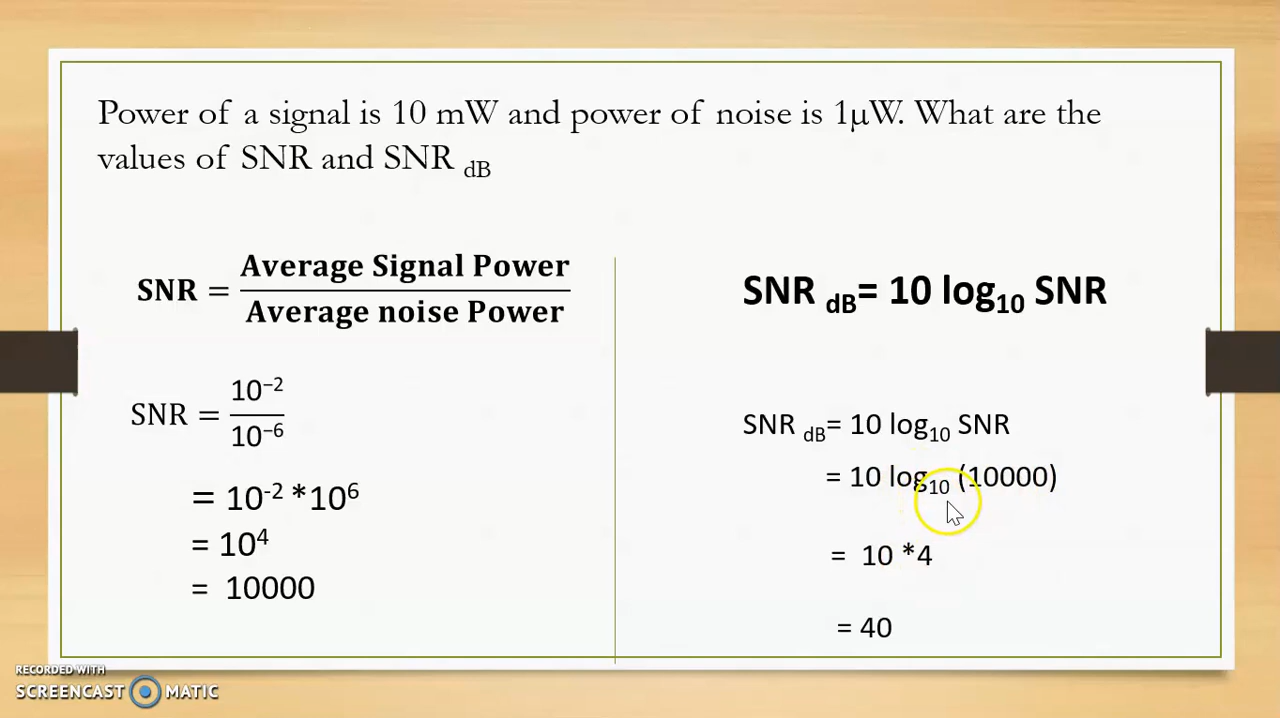 Power of a signal is 10 mW and power of noise is 1µW. What are the
values of SNR and SNR dB
SNR = Average Signal Power / Average noise Power
SNR = 10⁻² / 10⁻⁶
= 10⁻² *10⁶
= 10⁴
= 10000
SNR dB= 10 log₁₀ SNR
SNR dB= 10 log₁₀ SNR
= 10 log₁₀ (10000)
= 10 *4
= 40
RECORDED WITH
SCREENCAST MATIC